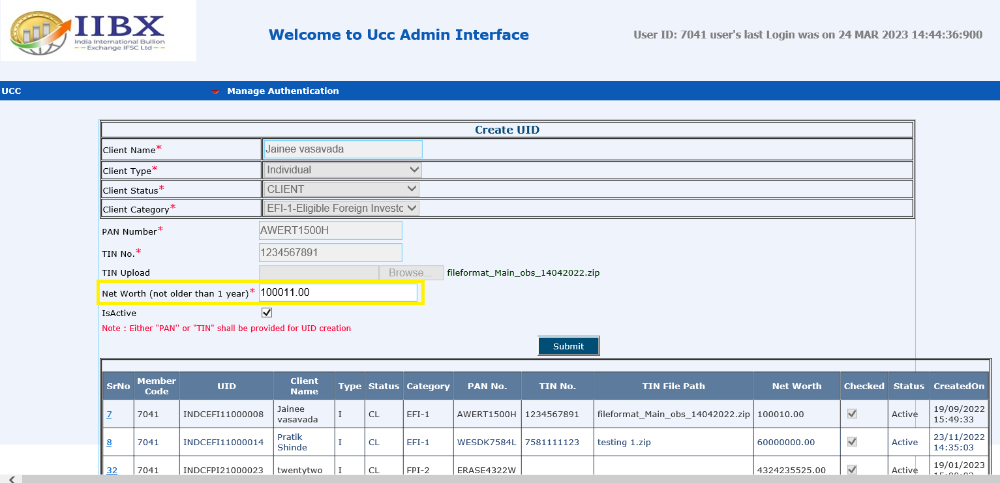 IIBX
India International Bullion
Exchange IFSC Ltd
Welcome to Ucc Admin Interface
User ID: 7041 user's last Login was on 24 MAR 2023 14:44:36:900
UCC Manage Authentication
Create UID
Client Name* Jainee vasavada
Client Type* Individual
Client Status* CLIENT
Client Category* EFI-1-Eligible Foreign Investo
PAN Number* AWERT1500H
TIN No.* 1234567891
TIN Upload Browse... fileformat_Main_obs_14042022.zip
Net Worth (not older than 1 year)* 100011.00
IsActive
Note : Either "PAN" or "TIN" shall be provided for UID creation
Submit
SrNo Member Code UID Client Name Type Status Category PAN No. TIN No. TIN File Path Net Worth Checked Status CreatedOn
7 7041 INDCEFI11000008 Jainee vasavada I CL EFI-1 AWERT1500H 1234567891 fileformat_Main_obs_14042022.zip 100010.00 Active 19/09/2022 15:49:33
8 7041 INDCEFI11000014 Pratik Shinde I CL EFI-1 WESDK7584L 7581111123 testing 1.zip 60000000.00 Active 23/11/2022 14:35:03
32 7041 INDCFPI21000023 twentytwo I CL FPI-2 ERASE4322W 4324235525.00 Active 19/01/2023